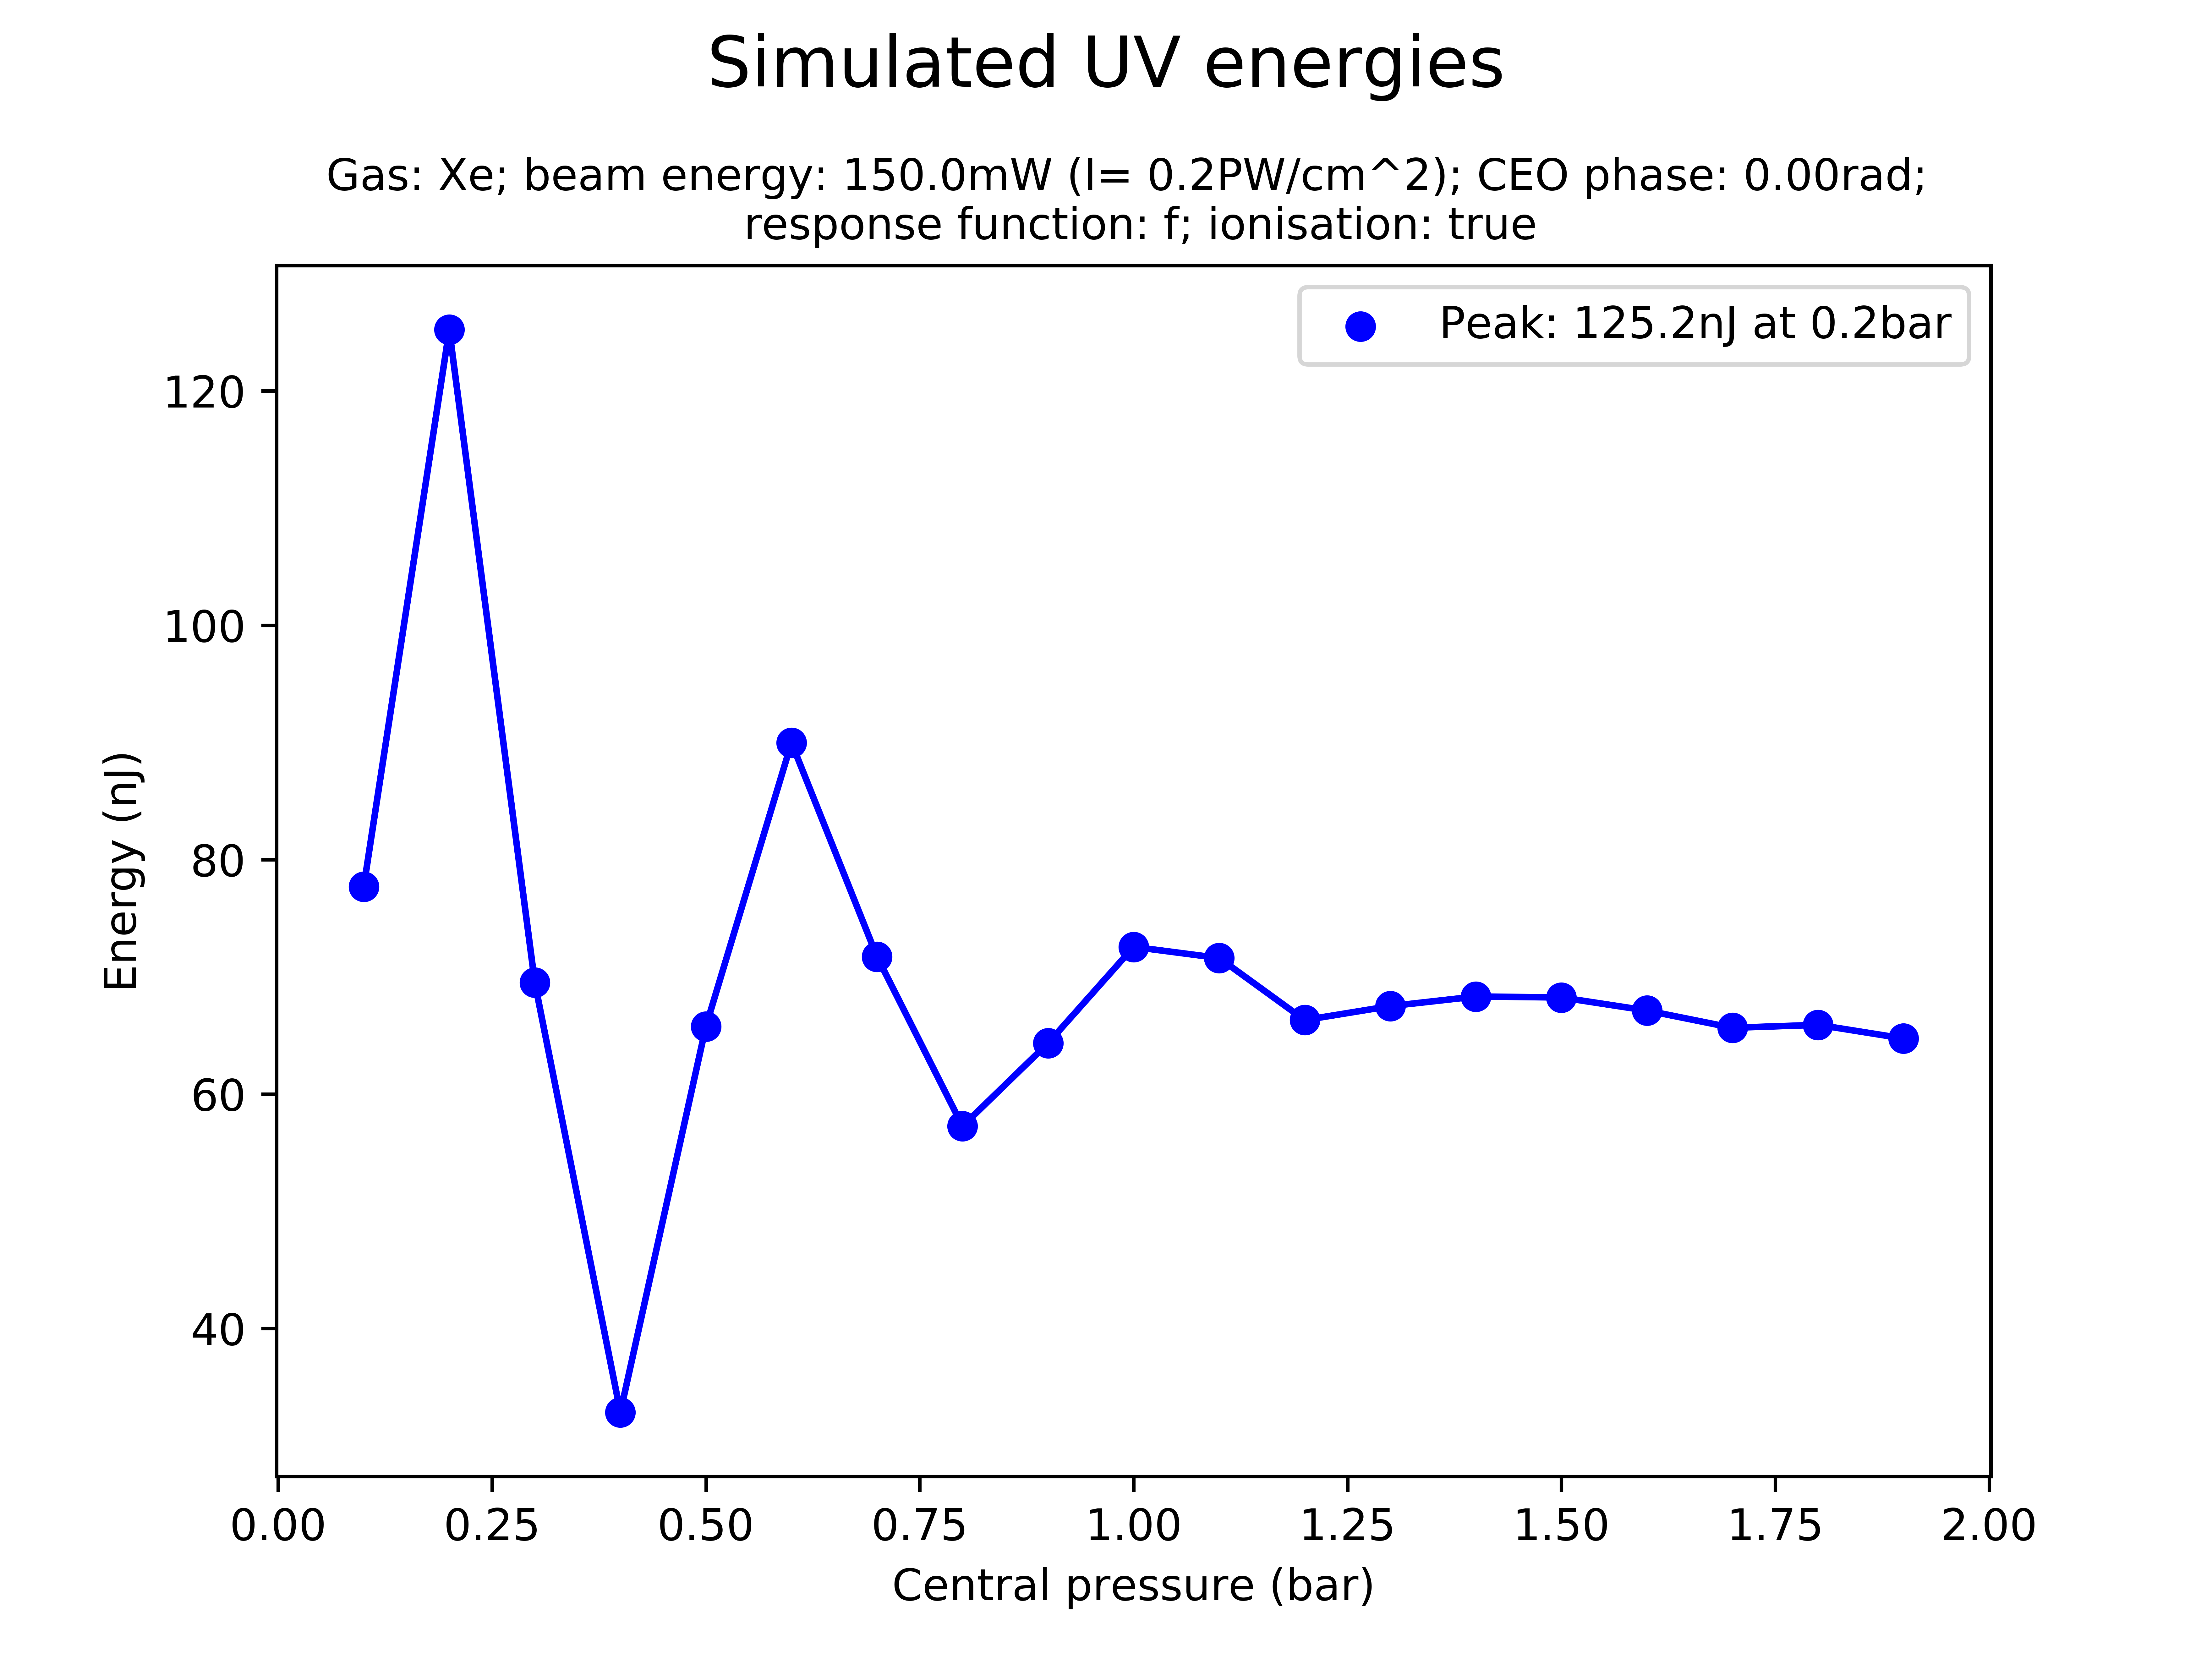 Simulated UV energies
Gas: Xe; beam energy: 150.0mW (I= 0.2PW/cm^2); CEO phase: 0.00rad;
response function: f; ionisation: true
Peak: 125.2nJ at 0.2bar
120
100
80
60
40
Energy (nJ)
0.00 0.25 0.50 0.75 1.00 1.25 1.50 1.75 2.00
Central pressure (bar)